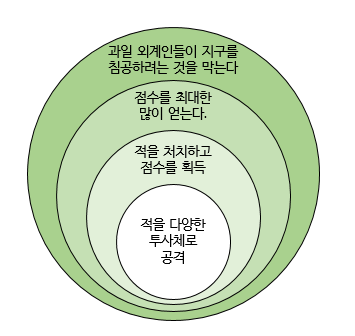 과일 외계인들이 지구를
침공하려는 것을 막는다
점수를 최대한
많이 얻는다.
적을 처치하고
점수를 획득
적을 다양한
투사체로
공격